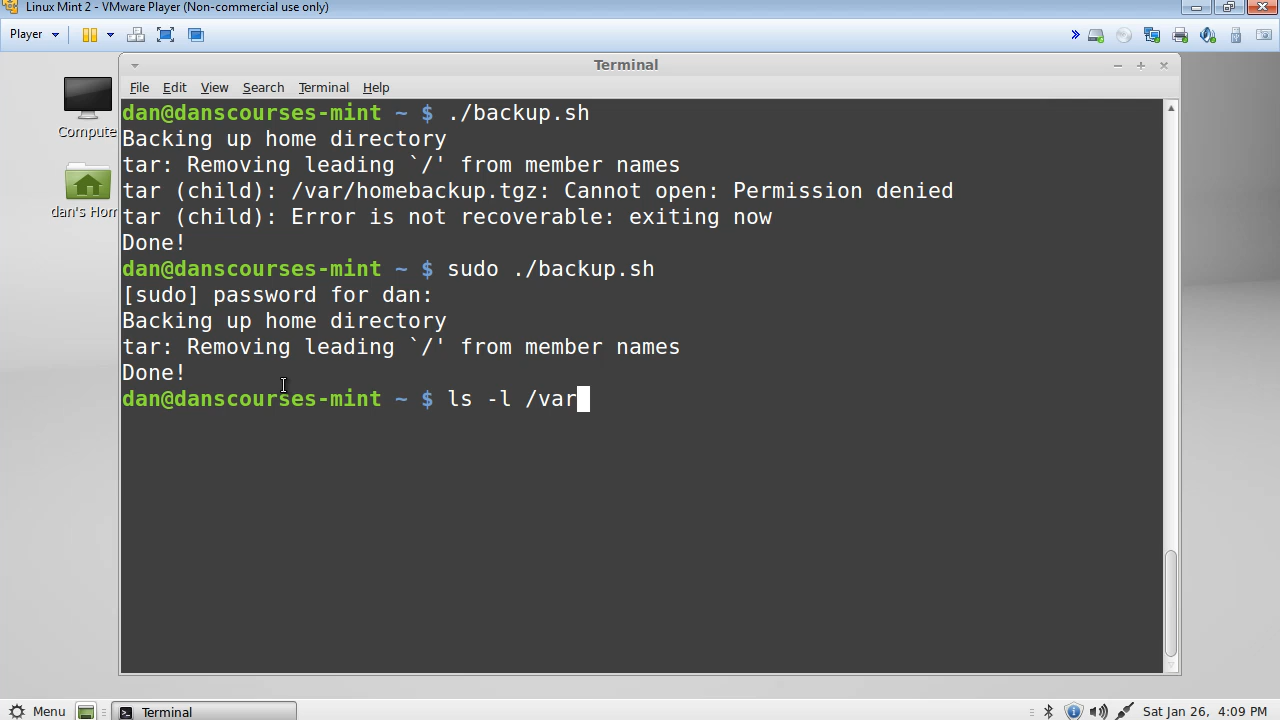 Linux Mint 2 - VMware Player (Non-commercial use only)
Player
Terminal
File Edit View Search Terminal Help
Compute
dan's Hom
dan@danscourses-mint ~ $ ./backup.sh
Backing up home directory
tar: Removing leading `/' from member names
tar (child): /var/homebackup.tgz: Cannot open: Permission denied
tar (child): Error is not recoverable: exiting now
Done!
dan@danscourses-mint ~ $ sudo ./backup.sh
[sudo] password for dan:
Backing up home directory
tar: Removing leading `/' from member names
Done!
dan@danscourses-mint ~ $ ls -l /var
Menu
Terminal
Sat Jan 26, 4:09 PM